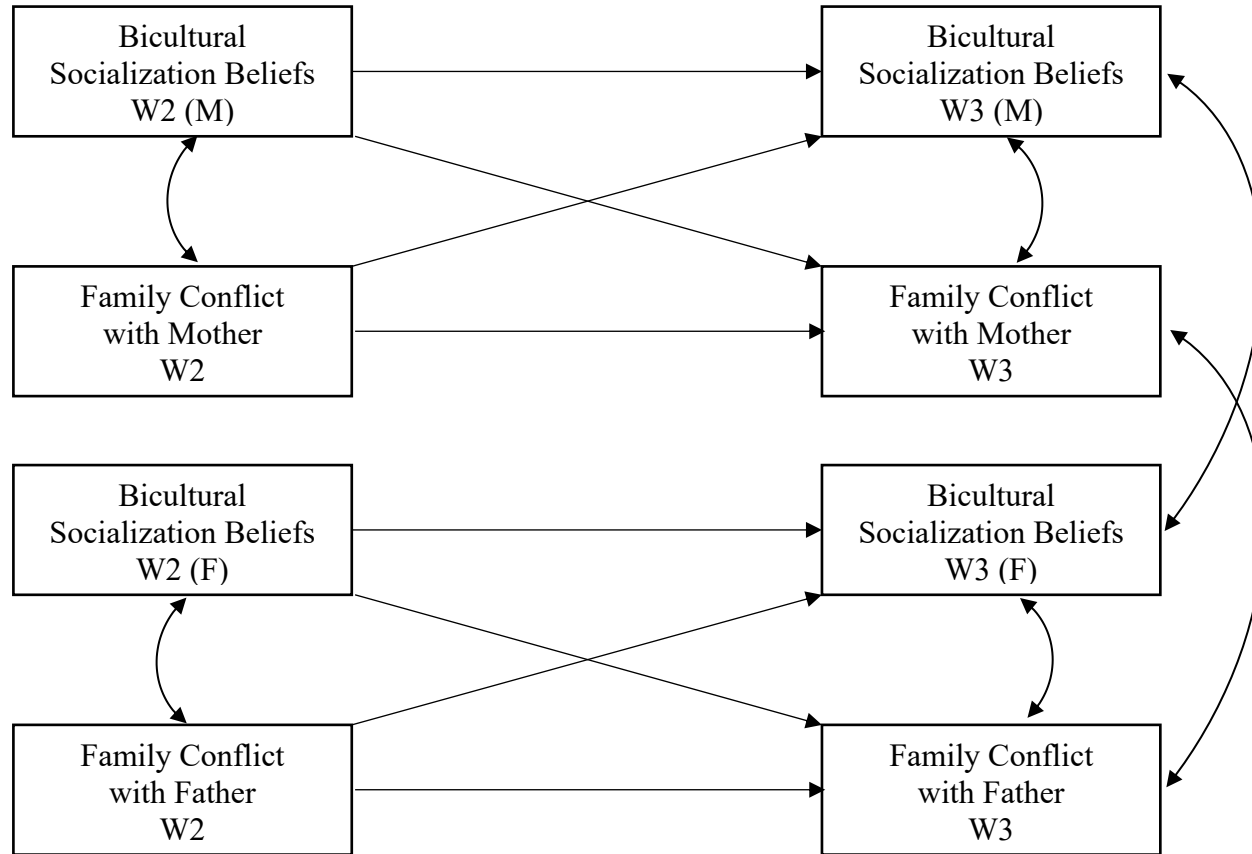 Bicultural
Socialization Beliefs
W2 (M)
Bicultural
Socialization Beliefs
W3 (M)
Family Conflict
with Mother
W2
Family Conflict
with Mother
W3
Bicultural
Socialization Beliefs
W2 (F)
Bicultural
Socialization Beliefs
W3 (F)
Family Conflict
with Father
W2
Family Conflict
with Father
W3